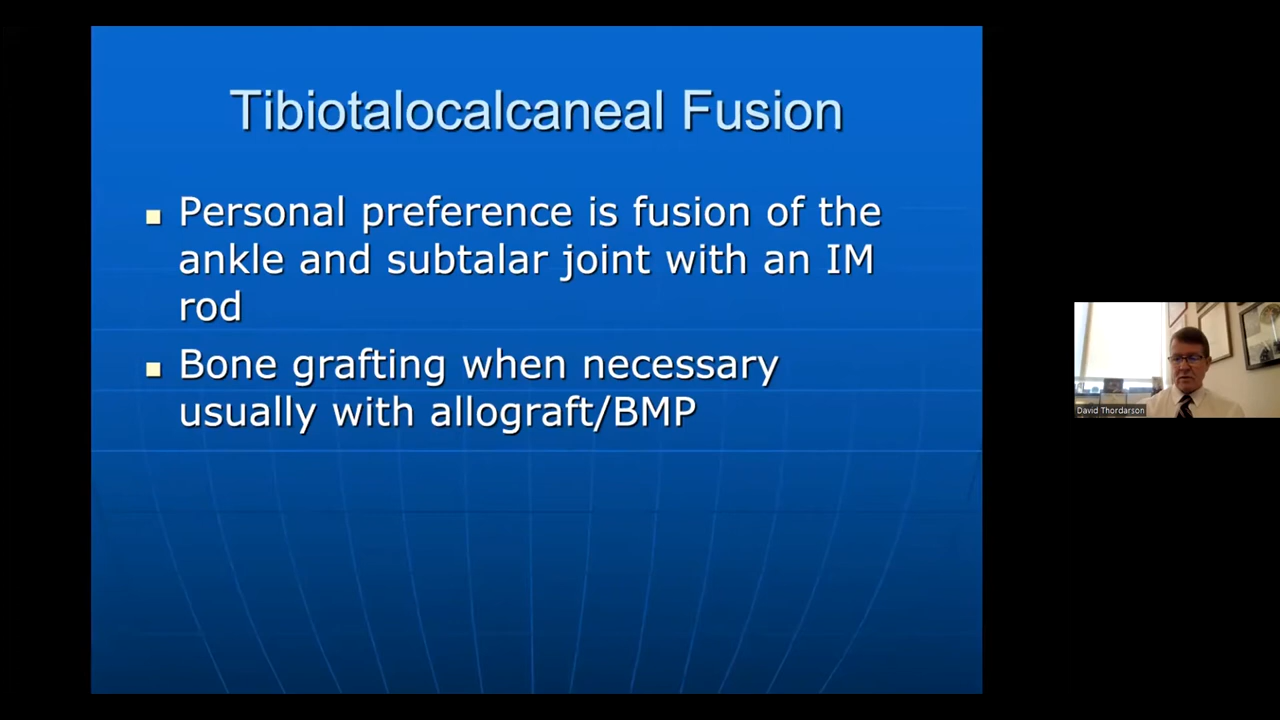 Tibiotalocalcaneal Fusion
Personal preference is fusion of the
ankle and subtalar joint with an IM
rod
Bone grafting when necessary
usually with allograft/BMP
David Thordarson